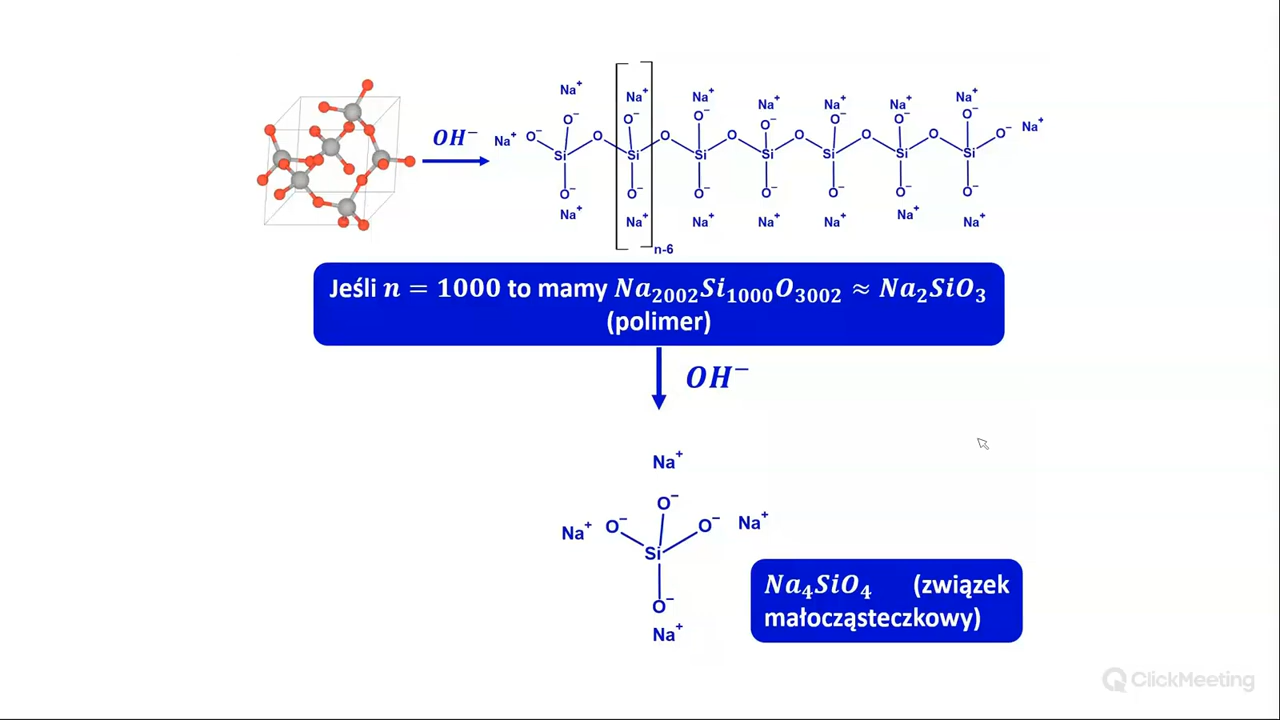 Na⁺ Na⁺ Na⁺ Na⁺ Na⁺ Na⁺ Na⁺
O⁻ O⁻ O⁻ O⁻ O⁻ O⁻ O⁻
OH⁻ Na⁺ O⁻ O O O O O O O⁻ Na⁺
Si Si Si Si Si Si Si
O⁻ O⁻ O⁻ O⁻ O⁻ O⁻ O⁻
Na⁺ Na⁺ Na⁺ Na⁺ Na⁺ Na⁺ Na⁺
n-6
Jeśli n = 1000 to mamy Na₂₀₀₂Si₁₀₀₀O₃₀₀₂ ≈ Na₂SiO₃
(polimer)
OH⁻
Na⁺
O⁻
Na⁺ O⁻ O⁻ Na⁺
Si
O⁻
Na⁺
Na₄SiO₄ (związek
małocząsteczkowy)
ClickMeeting